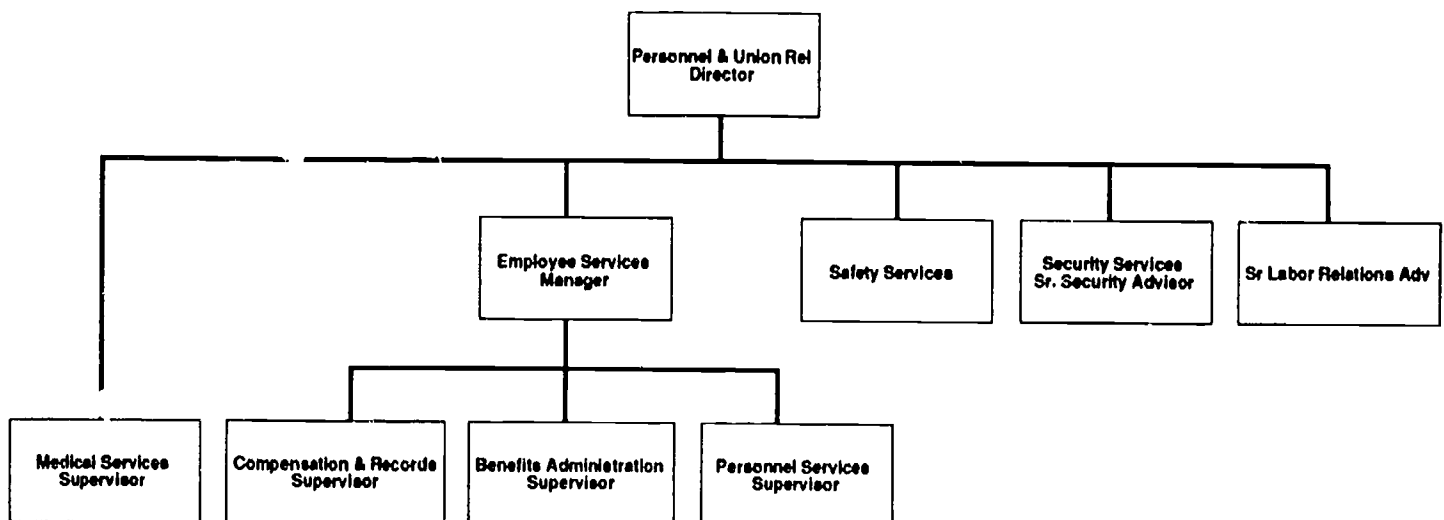 Personnel & Union Rel
Director
Employee Services
Manager
Safety Services
Security Services
Sr. Security Advisor
Sr Labor Relations Adv
Medical Services
Supervisor
Compensation & Records
Supervisor
Benefits Administration
Supervisor
Personnel Services
Supervisor